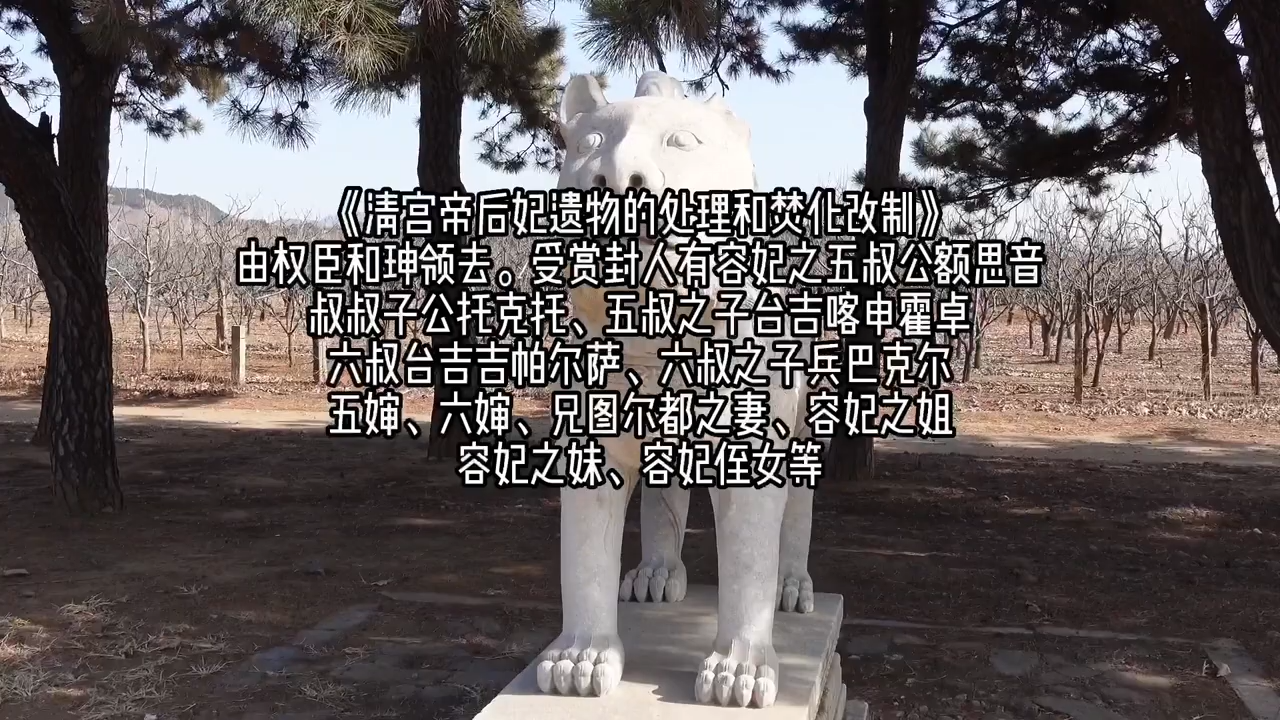 《清宫帝后妃遗物的处理和焚化改制》
由权臣和珅领去。受赏封人有容妃之五叔公额思音
叔叔子公托克托、五叔之子台吉喀申霍卓
六叔台吉吉帕尔萨、六叔之子兵巴克尔
五婶、六婶、兄图尔都之妻、容妃之姐
容妃之妹、容妃侄女等